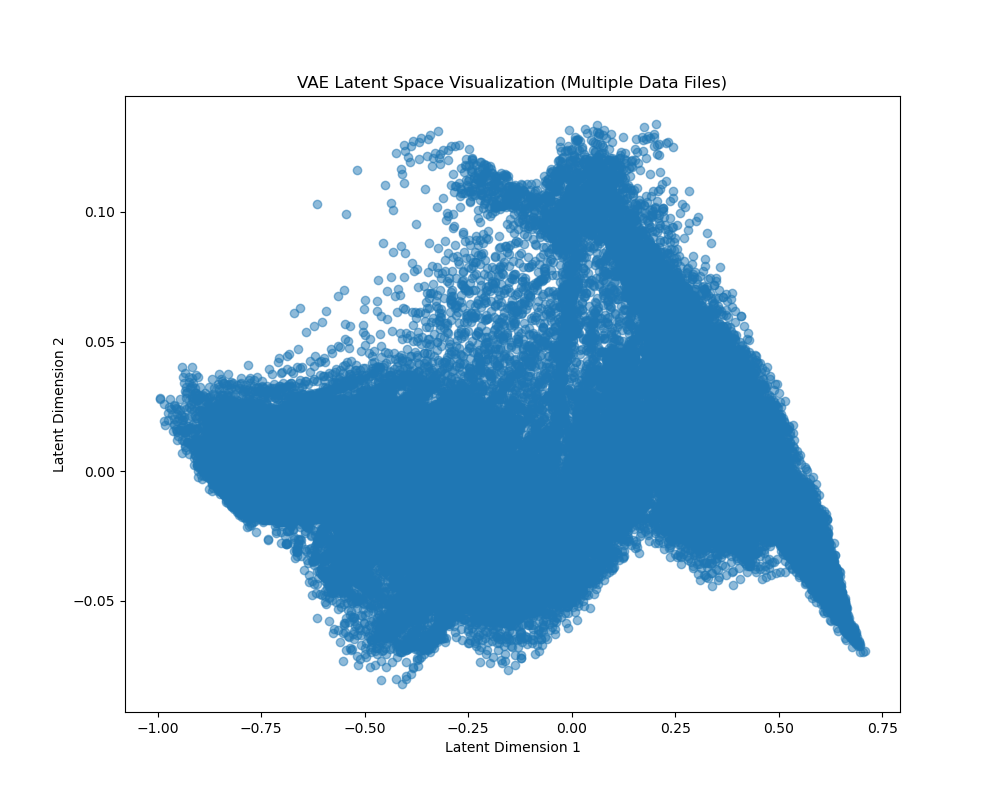 VAE Latent Space Visualization (Multiple Data Files)
Latent Dimension 2
0.10
0.05
0.00
−0.05
−1.00 −0.75 −0.50 −0.25 0.00 0.25 0.50 0.75
Latent Dimension 1